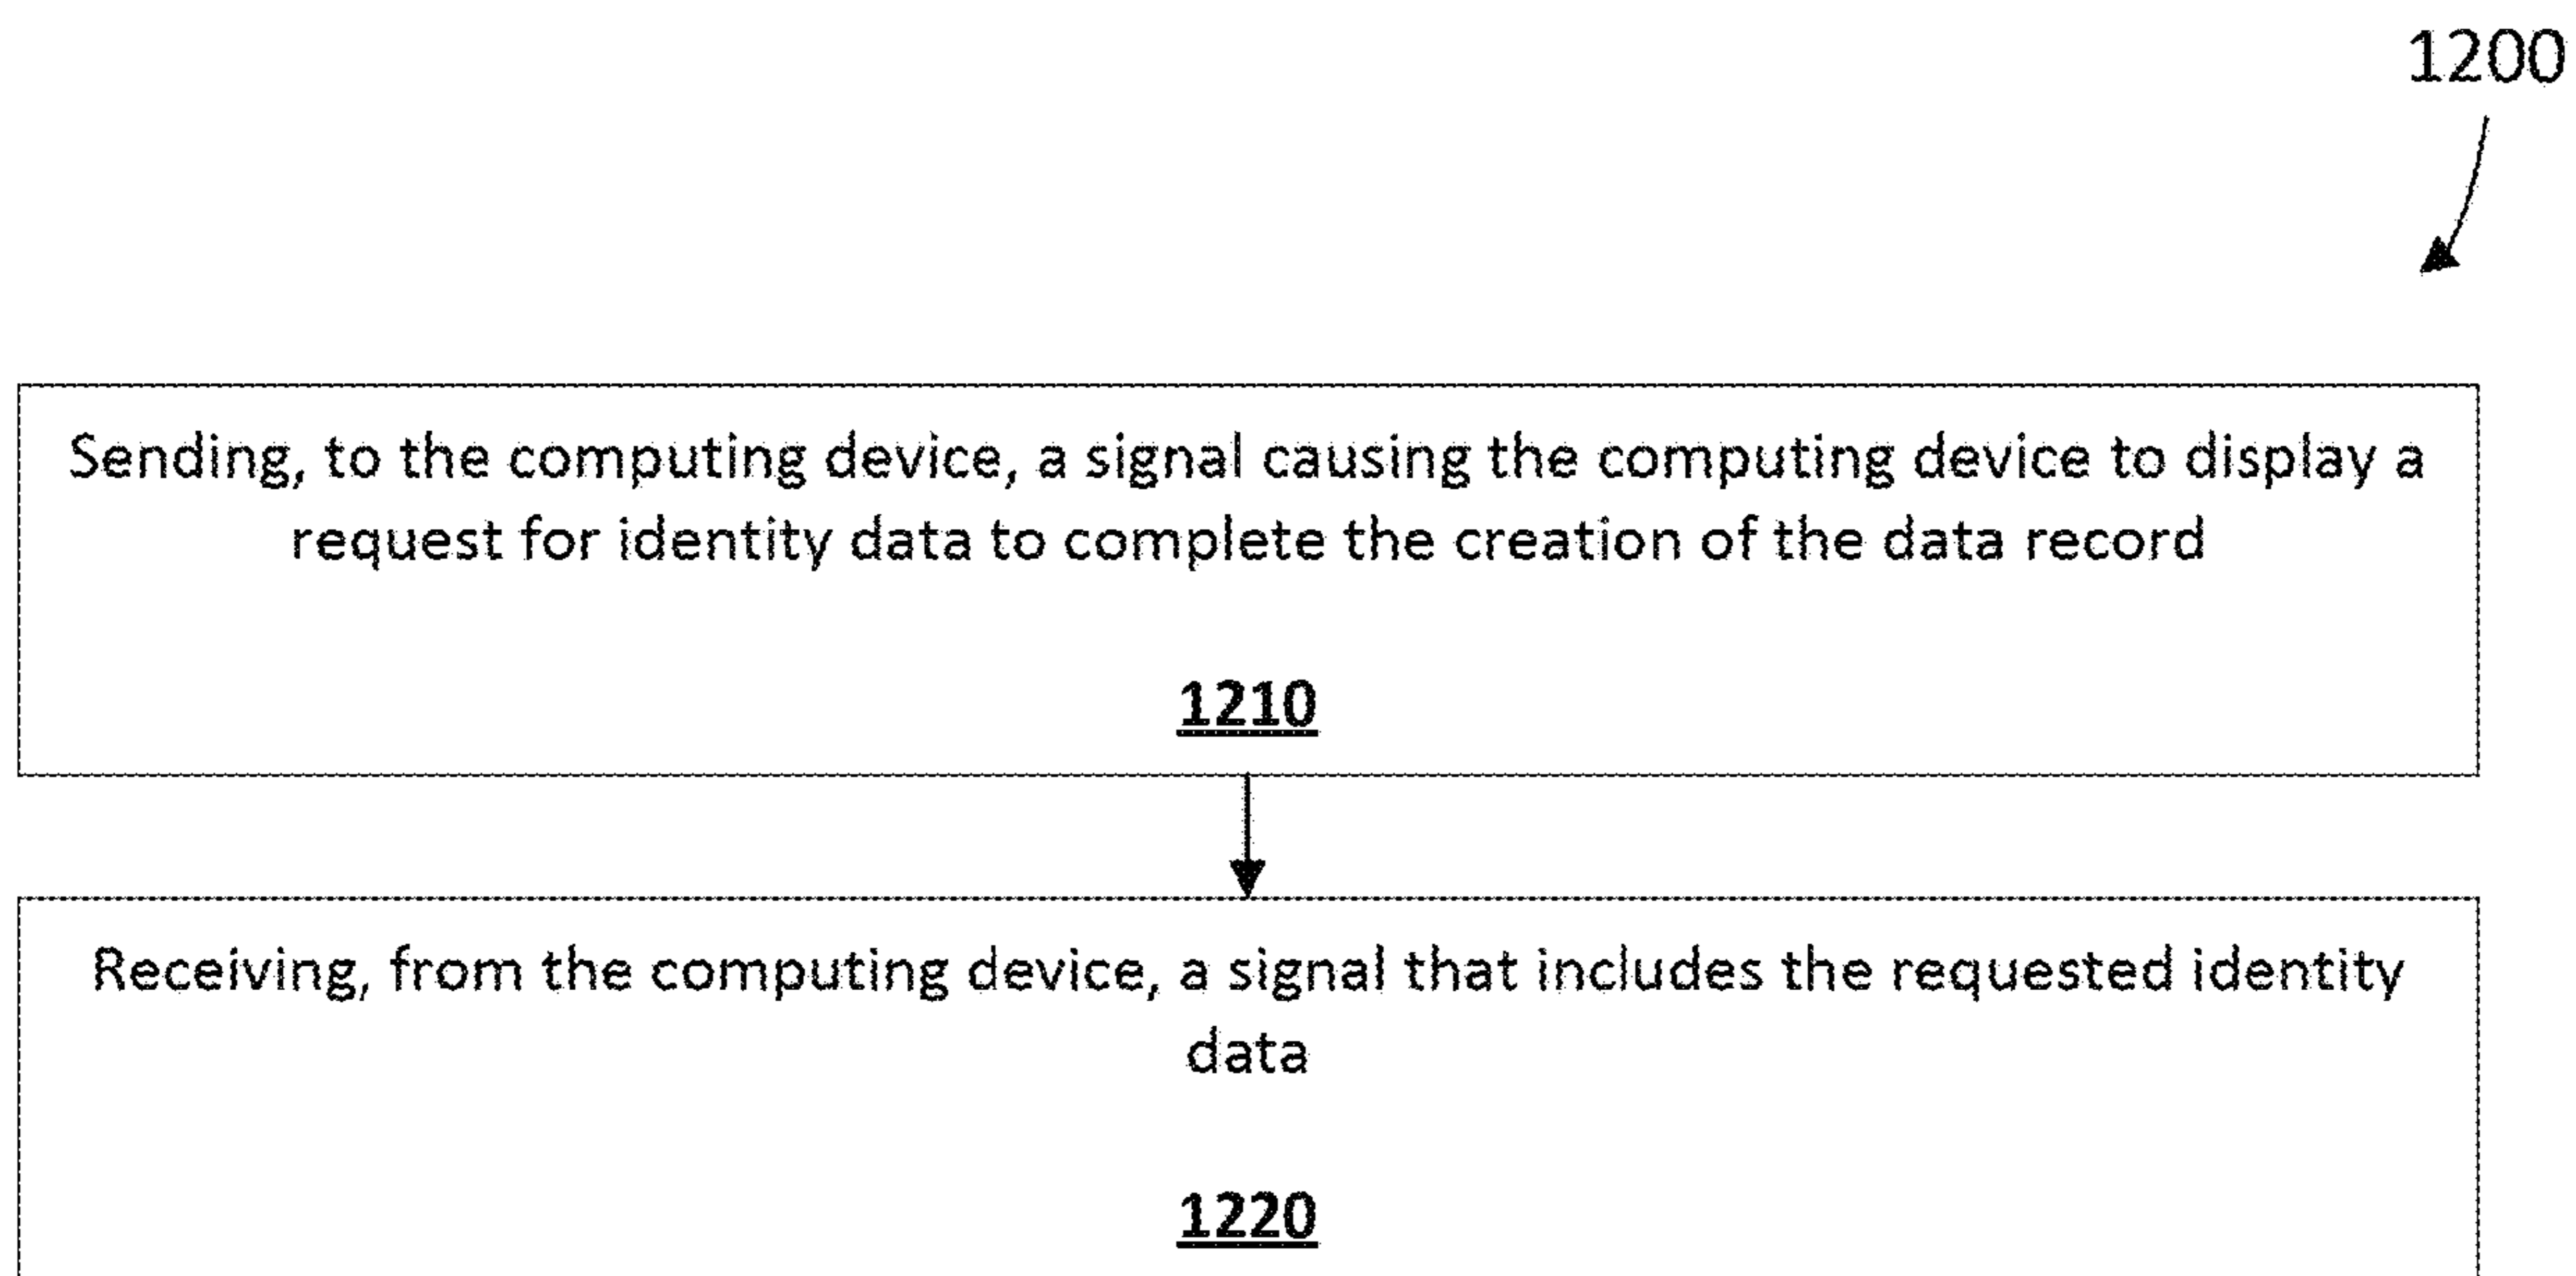 1200
Sending, to the computing device, a signal causing the computing device to display a
request for identity data to complete the creation of the data record
1210
Receiving, from the computing device, a signal that includes the requested identity
data
1220